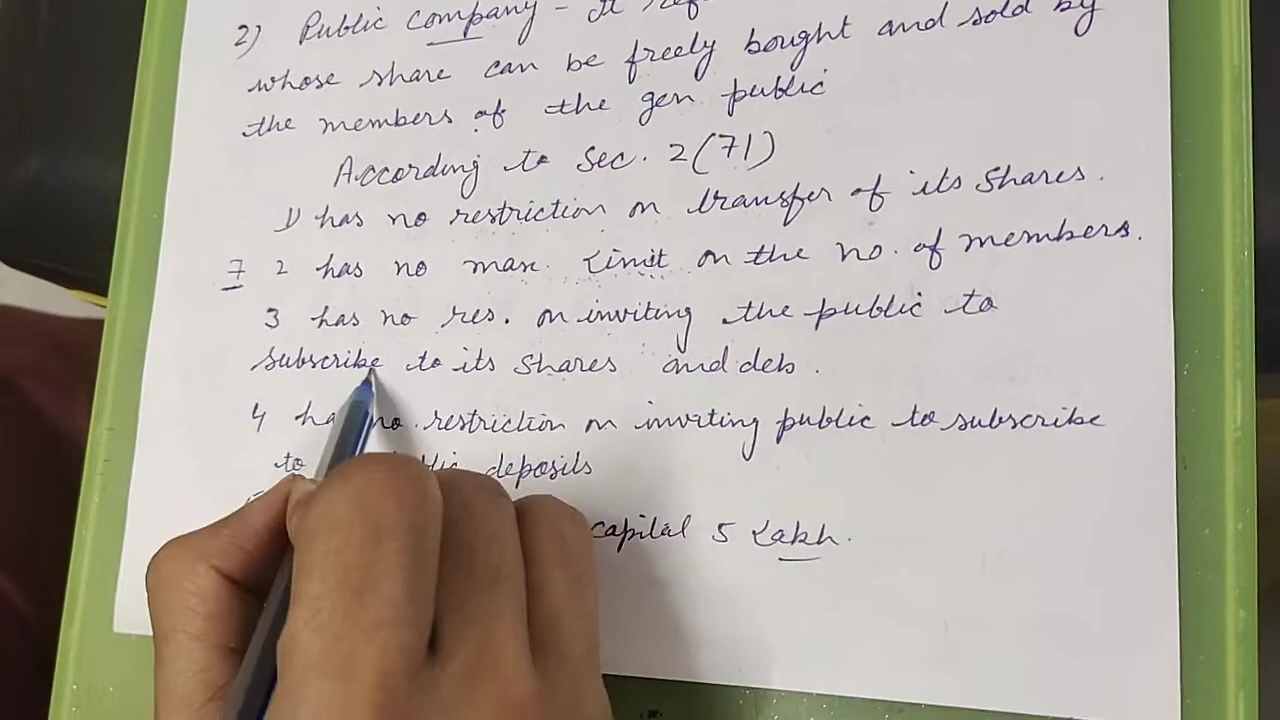 2) Public company - It
whose share can be freely bought and sold by
the members of the gen public
According to Sec. 2(71)
1) has no restriction on transfer of its Shares.
7 2 has no max. Limit on the no. of members.
3 has no res. on inviting the public to
subscribe to its Shares and deb.
4 has no restriction on inviting public to subscribe
to deposits
capital 5 Lakh.